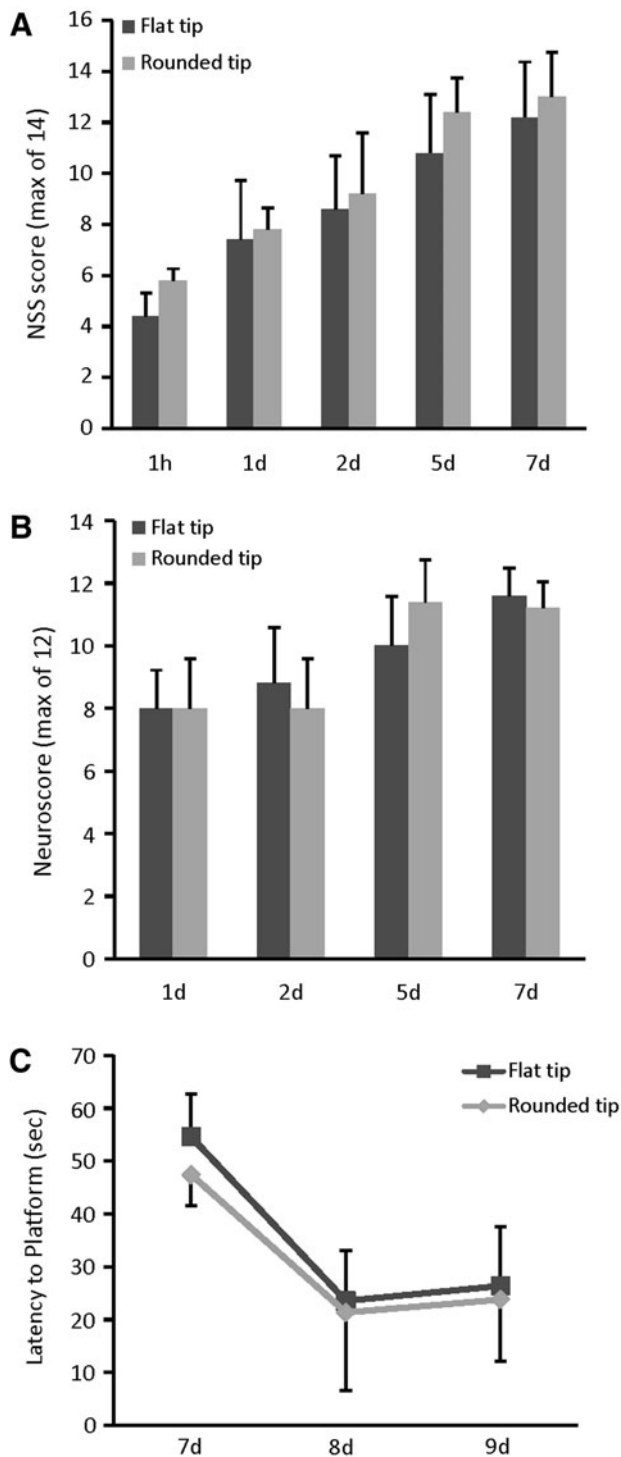 A
Flat tip
Rounded tip
NSS score (max of 14)
16
14
12
10
8
6
4
2
0
1h 1d 2d 5d 7d
B
Flat tip
Rounded tip
Neuroscore (max of 12)
14
12
10
8
6
4
2
0
1d 2d 5d 7d
C
Flat tip
Rounded tip
Latency to Platform (sec)
70
60
50
40
30
20
10
0
7d 8d 9d